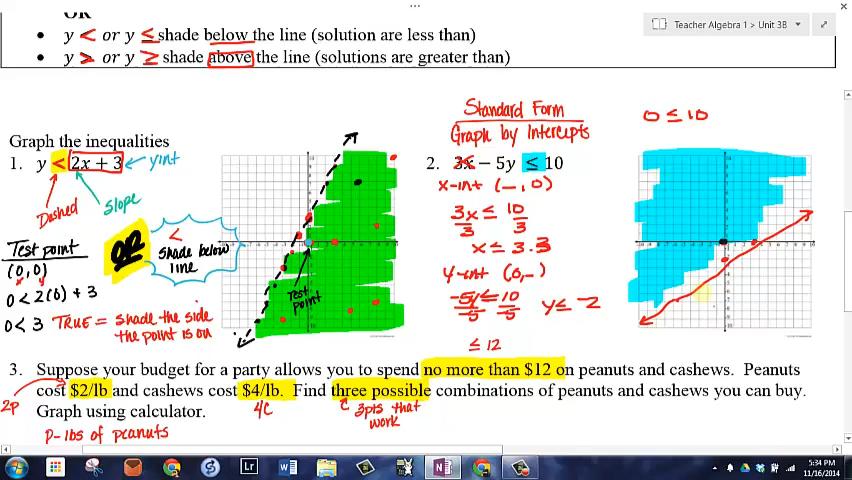 OR
Teacher Algebra 1 > Unit 3B
• y < or y ≤ shade below the line (solution are less than)
• y > or y ≥ shade above the line (solutions are greater than)
Graph the inequalities
1. y < 2x + 3
yint
Dashed
Slope
Test point
(0,0)
x y
0 < 2(0) + 3
0 < 3 TRUE = shade the side
the point is on
OR
<
shade below
line
Test
point
Standard Form
Graph by Intercepts
0 ≤ 10
2. 3x − 5y ≤ 10
x-int (_, 0)
3x/3 ≤ 10/3
x ≤ 3.3
y-int (0, _)
-5y/-5 ≤ 10/-5 y ≤ -2
≤ 12
3. Suppose your budget for a party allows you to spend no more than $12 on peanuts and cashews. Peanuts
cost $2/lb and cashews cost $4/lb. Find three possible combinations of peanuts and cashews you can buy.
Graph using calculator.
2p
4c
3pts that
work
p- lbs of peanuts
5:34 PM
11/16/2014